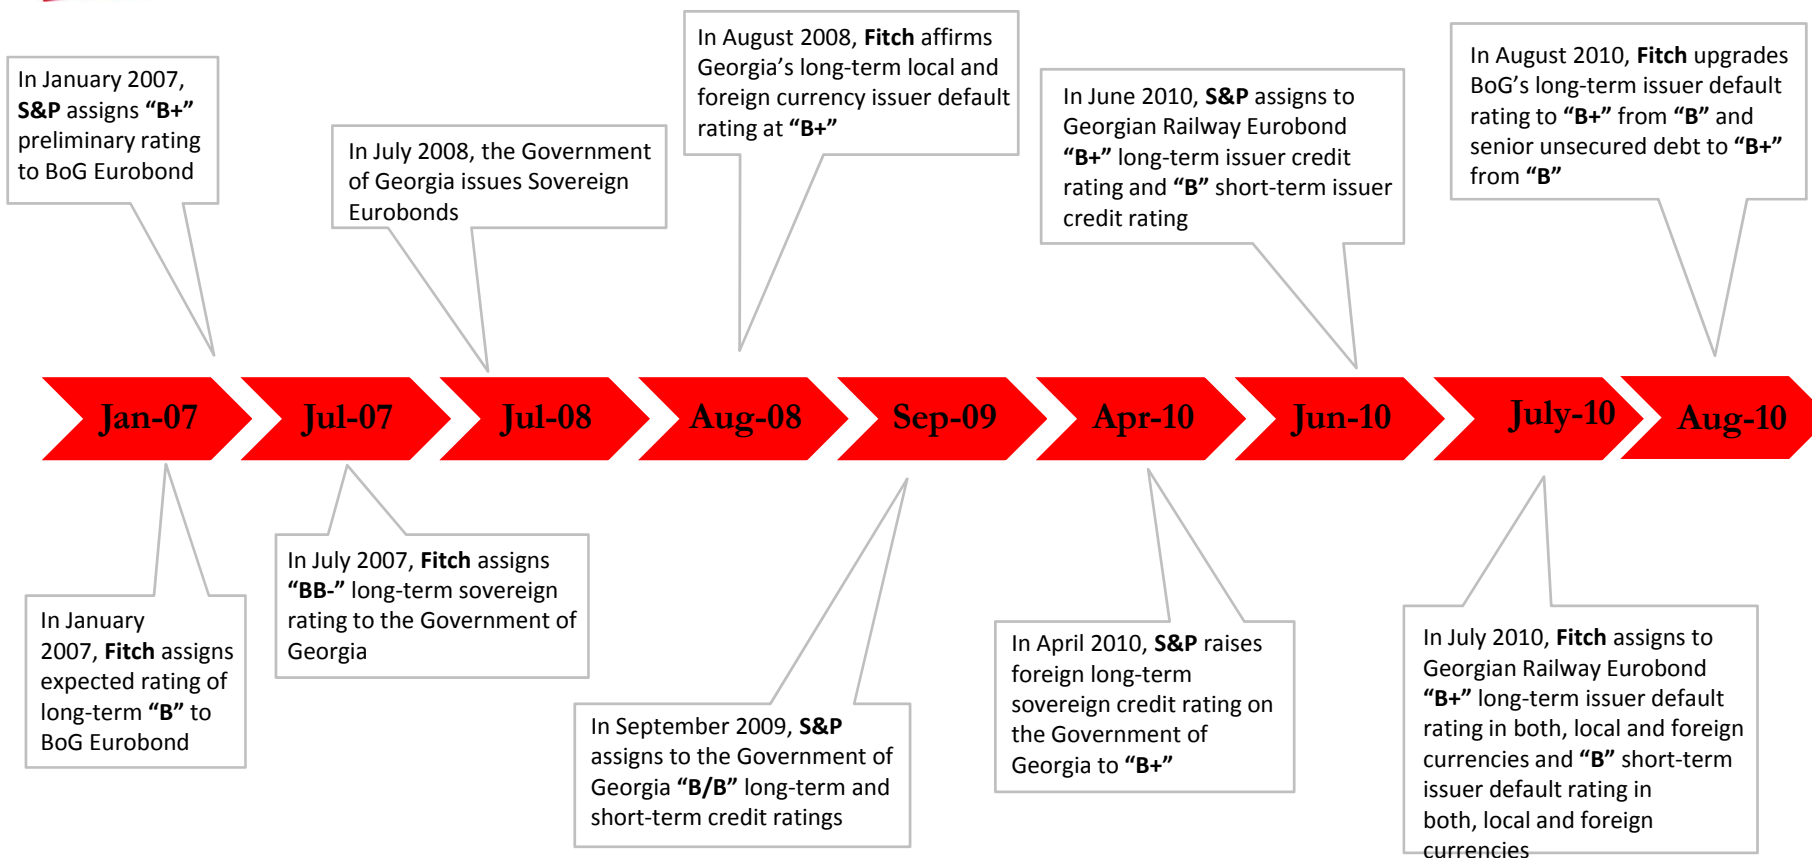 In January 2007,
S&P assigns “B+”
preliminary rating
to BoG Eurobond
In July 2008, the Government
of Georgia issues Sovereign
Eurobonds
In August 2008, Fitch affirms
Georgia’s long-term local and
foreign currency issuer default
rating at “B+”
In June 2010, S&P assigns to
Georgian Railway Eurobond
“B+” long-term issuer credit
rating and “B” short-term issuer
credit rating
In August 2010, Fitch upgrades
BoG’s long-term issuer default
rating to “B+” from “B” and
senior unsecured debt to “B+”
from “B”
Jan-07
Jul-07
Jul-08
Aug-08
Sep-09
Apr-10
Jun-10
July-10
Aug-10
In January
2007, Fitch assigns
expected rating of
long-term “B” to
BoG Eurobond
In July 2007, Fitch assigns
“BB-” long-term sovereign
rating to the Government of
Georgia
In September 2009, S&P
assigns to the Government of
Georgia “B/B” long-term and
short-term credit ratings
In April 2010, S&P raises
foreign long-term
sovereign credit rating on
the Government of
Georgia to “B+”
In July 2010, Fitch assigns to
Georgian Railway Eurobond
“B+” long-term issuer default
rating in both, local and foreign
currencies and “B” short-term
issuer default rating in
both, local and foreign
currencies